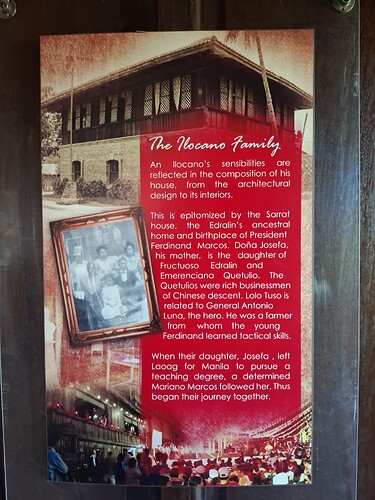 The Ilocano Family
An Ilocano's sensibilities are
reflected in the composition of his
house, from the architectural
design to its interiors.
This is epitomized by the Sarrat
house, the Edralin's ancestral
home and birthplace of President
Ferdinand Marcos. Doña Josefa,
his mother, is the daughter of
Fructuoso Edralin and
Emerenciana Quetulio. The
Quetulios were rich businessmen
of Chinese descent. Lolo Tuso is
related to General Antonio
Luna, the hero. He was a farmer
from whom the young
Ferdinand learned tactical skills.
When their daughter, Josefa , left
Laoag for Manila to pursue a
teaching degree, a determined
Mariano Marcos followed her. Thus
began their journey together.